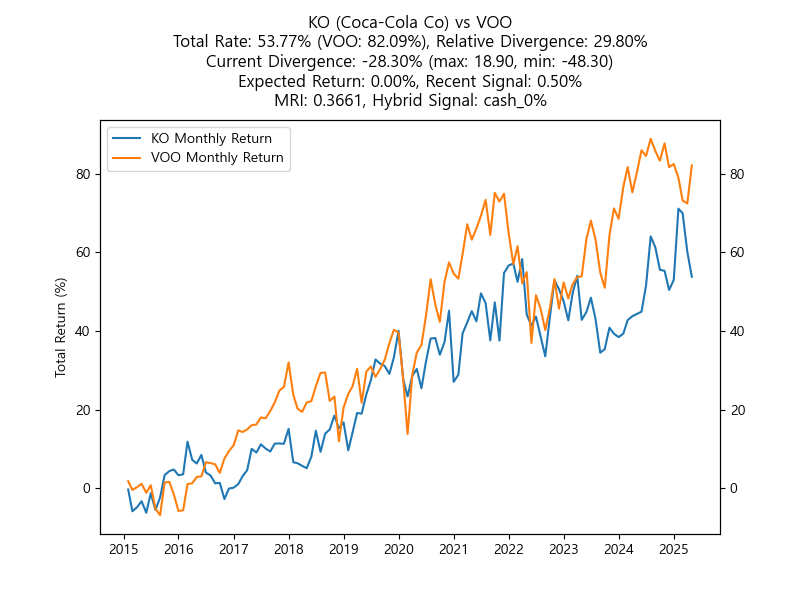 KO (Coca-Cola Co) vs VOO
Total Rate: 53.77% (VOO: 82.09%), Relative Divergence: 29.80%
Current Divergence: -28.30% (max: 18.90, min: -48.30)
Expected Return: 0.00%, Recent Signal: 0.50%
MRI: 0.3661, Hybrid Signal: cash_0%
KO Monthly Return
VOO Monthly Return
Total Return (%)
80
60
40
20
0
80
60
40
20
0
2015 2016 2017 2018 2019 2020 2021 2022 2023 2024 2025